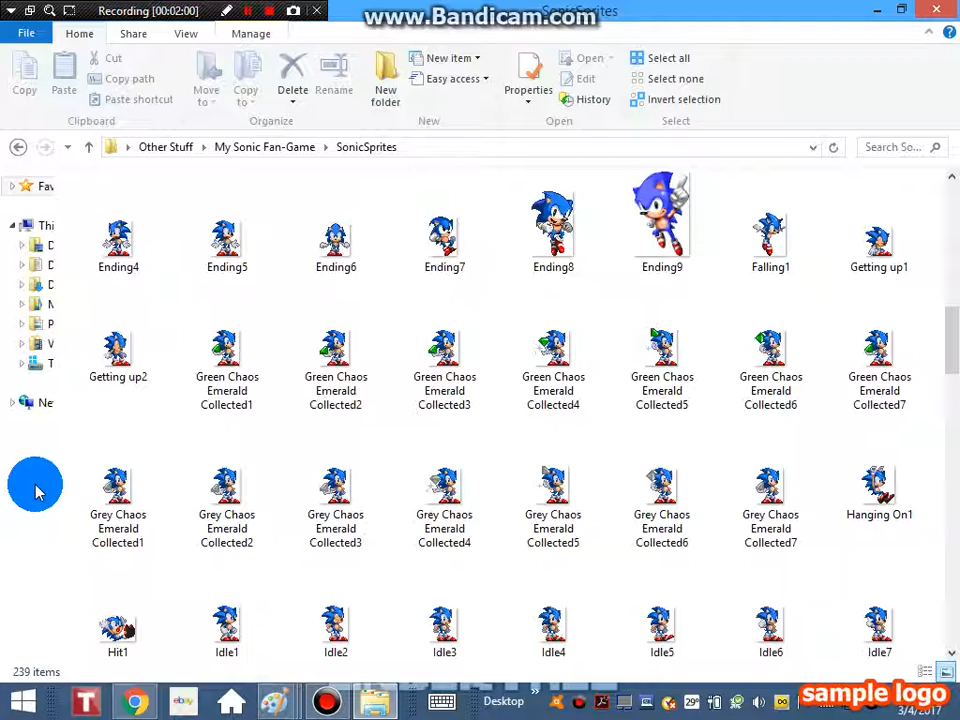 Recording [00:02:00]
www.Bandicam.com
SonicSprites
File Home Share View Manage
Copy
Paste
Cut
Copy path
Paste shortcut
Clipboard
Move to
Copy to
Delete
Rename
Organize
New folder
New item
Easy access
New
Properties
Open
Edit
History
Open
Select all
Select none
Invert selection
Select
Other Stuff My Sonic Fan-Game SonicSprites
Search So...
Fav
Thi
D
D
D
P
V
T
Ne
Ending4 Ending5 Ending6 Ending7 Ending8 Ending9 Falling1 Getting up1
Getting up2 Green Chaos Green Chaos Green Chaos Green Chaos Green Chaos Green Chaos Green Chaos
Emerald Emerald Emerald Emerald Emerald Emerald Emerald
Collected1 Collected2 Collected3 Collected4 Collected5 Collected6 Collected7
Grey Chaos Grey Chaos Grey Chaos Grey Chaos Grey Chaos Grey Chaos Grey Chaos Hanging On1
Emerald Emerald Emerald Emerald Emerald Emerald Emerald
Collected1 Collected2 Collected3 Collected4 Collected5 Collected6 Collected7
Hit1 Idle1 Idle2 Idle3 Idle4 Idle5 Idle6 Idle7
239 items
T
ebay
Desktop
29°
sample logo
3/4/2017